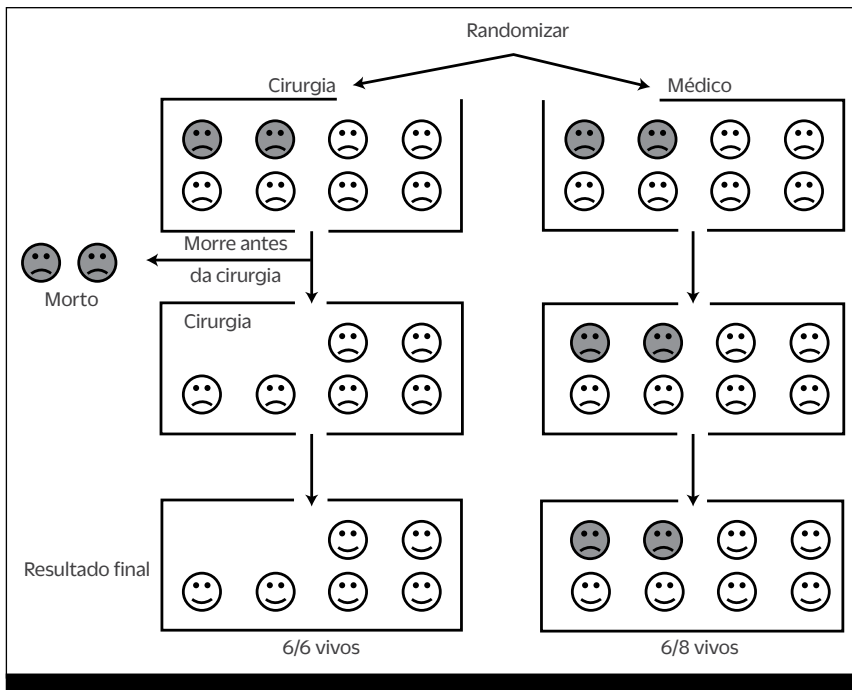 Randomizar
Cirurgia
Médico
Morre antes
da cirurgia
Morto
Cirurgia
Resultado final
6/6 vivos
6/8 vivos